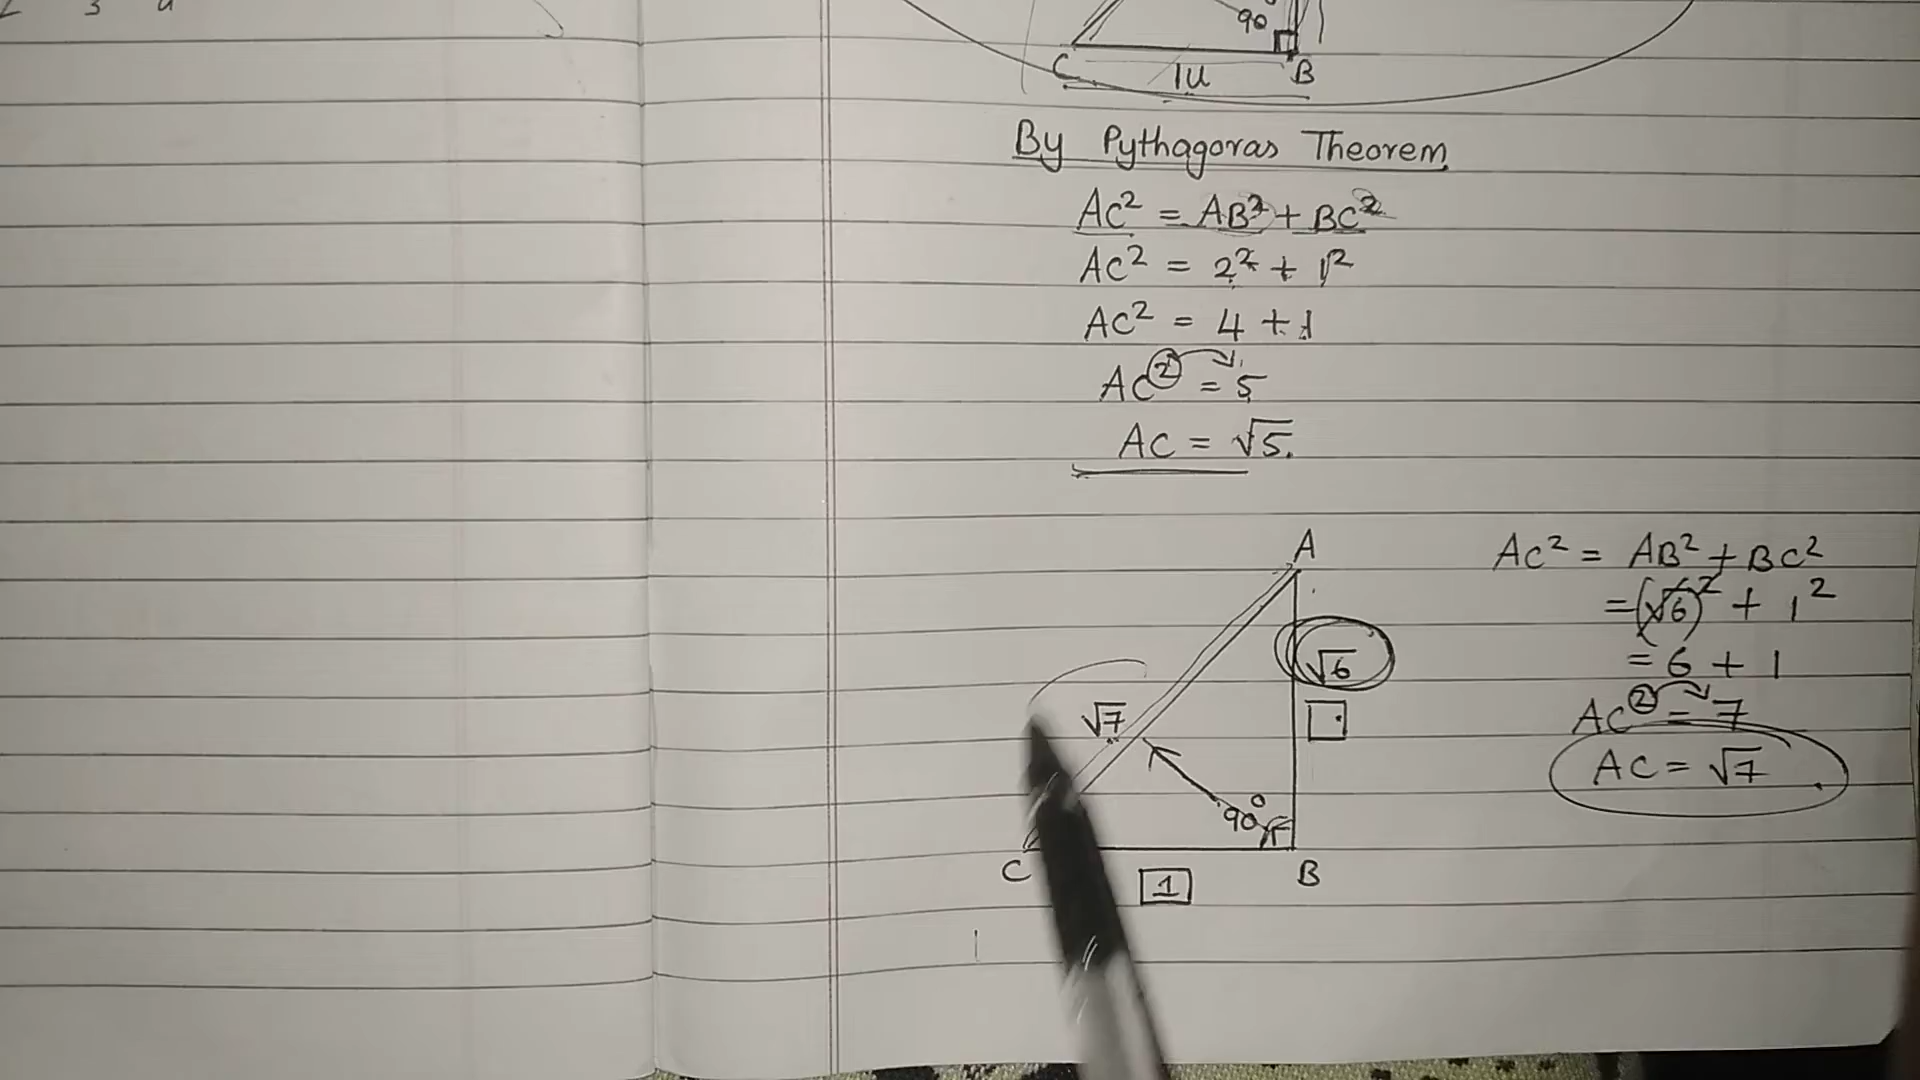 90°
C 1u B
By Pythagoras Theorem
AC² = AB² + BC²
AC² = 2² + 1²
AC² = 4 + 1
AC² = 5
AC = √5.
A
√6
√7
90°
C B
1
AC² = AB² + BC²
= (√6)² + 1²
= 6 + 1
AC² = 7
AC = √7